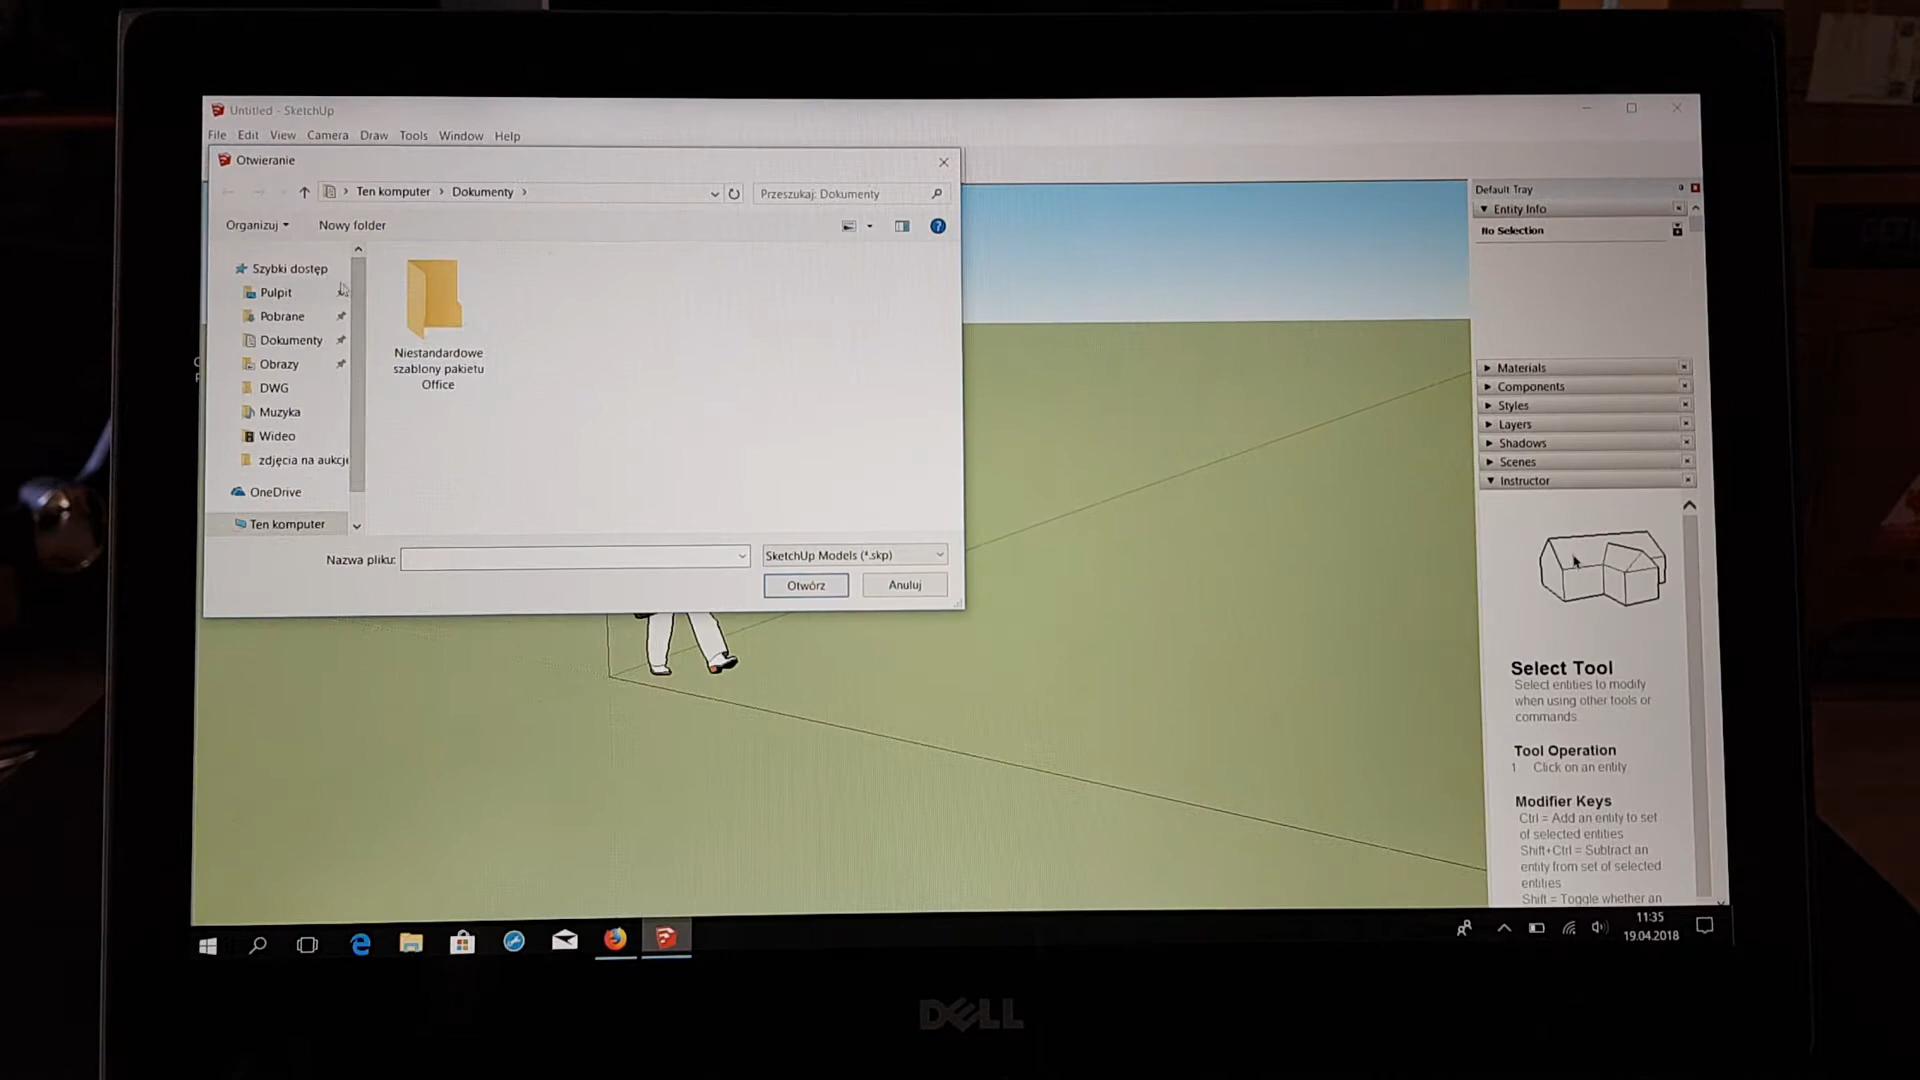 Untitled - SketchUp
File Edit View Camera Draw Tools Window Help
Otwieranie
Ten komputer › Dokumenty ›
Przeszukaj: Dokumenty
Organizuj
Nowy folder
Szybki dostęp
Pulpit
Pobrane
Dokumenty
Obrazy
DWG
Muzyka
Wideo
zdjęcia na aukcje
OneDrive
Ten komputer
Niestandardowe
szablony pakietu
Office
Nazwa pliku:
SketchUp Models (*.skp)
Otwórz
Anuluj
Default Tray
Entity Info
No Selection
Materials
Components
Styles
Layers
Shadows
Scenes
Instructor
Select Tool
Select entities to modify
when using other tools or
commands
Tool Operation
1 Click on an entity
Modifier Keys
Ctrl = Add an entity to set
of selected entities
Shift+Ctrl = Subtract an
entity from set of selected
entities
Shift = Toggle whether an
11:35
19.04.2018
DELL